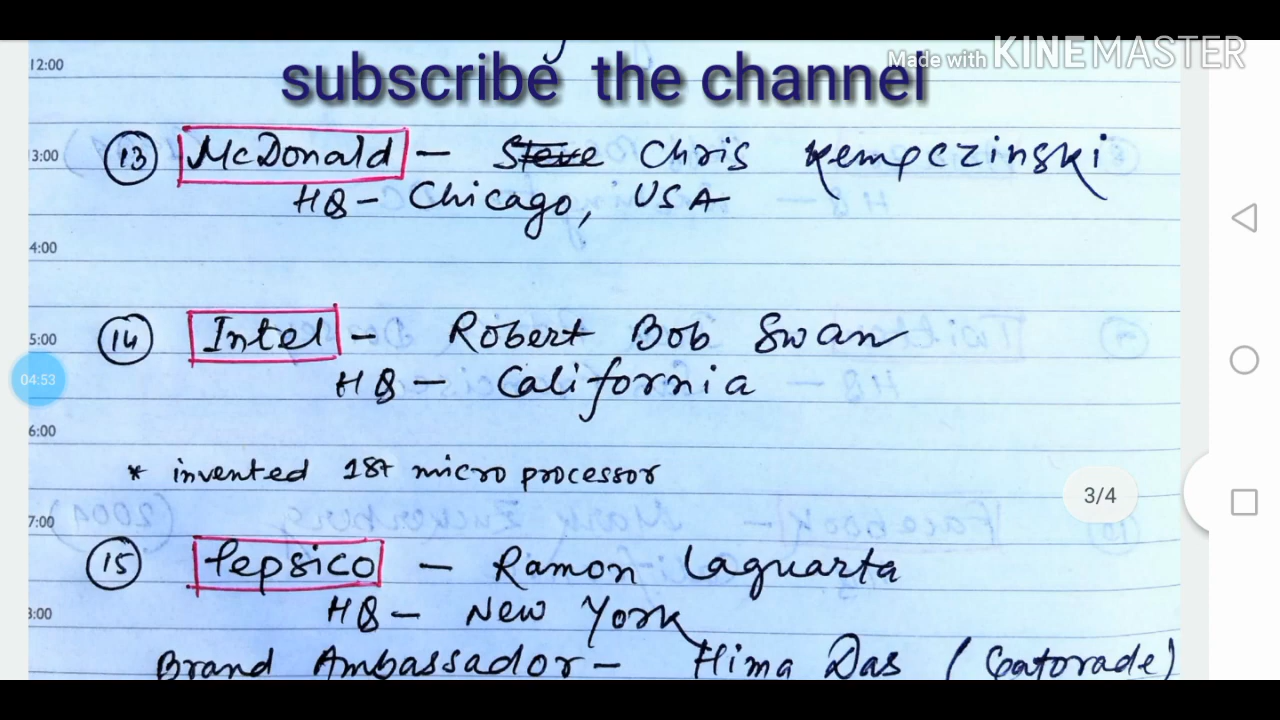 Made with KINEMASTER
subscribe the channel
12:00
13:00
(13) McDonald - Steve Chris Kempczinski
HQ - Chicago, USA
4:00
5:00
(14) Intel - Robert Bob Swan
04:53
HQ - California
6:00
* invented 1st micro processor
3/4
7:00
(15) Pepsico - Ramon Laguarta
8:00
HQ - New York
Brand Ambassador - Hima Das (Gatorade)